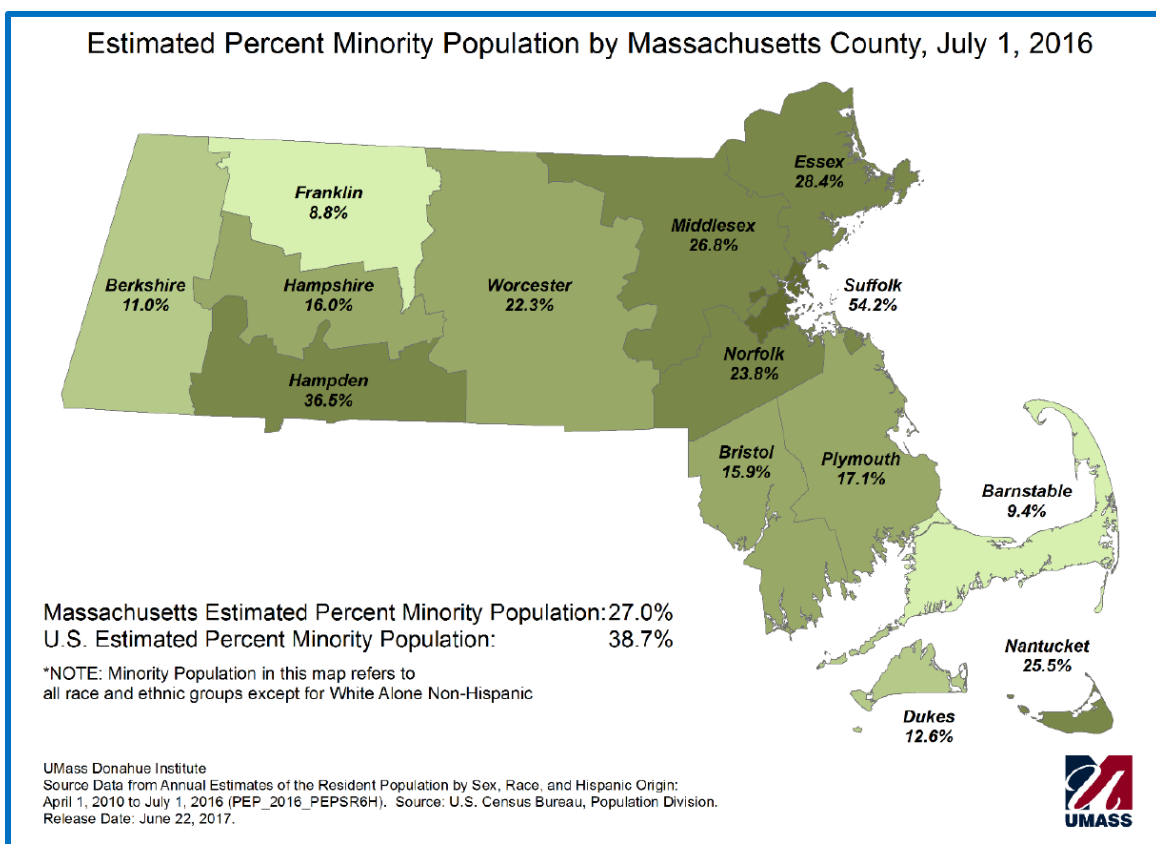 Estimated Percent Minority Population by Massachusetts County, July 1, 2016
Essex
28.4%
Franklin
8.8%
Middlesex
26.8%
Berkshire
11.0%
Hampshire
16.0%
Worcester
22.3%
Suffolk
54.2%
Norfolk
23.8%
Hampden
36.5%
Bristol
15.9%
Plymouth
17.1%
Barnstable
9.4%
Massachusetts Estimated Percent Minority Population: 27.0%
U.S. Estimated Percent Minority Population: 38.7%
*NOTE: Minority Population in this map refers to
all race and ethnic groups except for White Alone Non-Hispanic
Nantucket
25.5%
Dukes
12.6%
UMass Donahue Institute
Source Data from Annual Estimates of the Resident Population by Sex, Race, and Hispanic Origin:
April 1, 2010 to July 1, 2016 (PEP_2016_PEPSR6H). Source: U.S. Census Bureau, Population Division.
Release Date: June 22, 2017.
UMASS